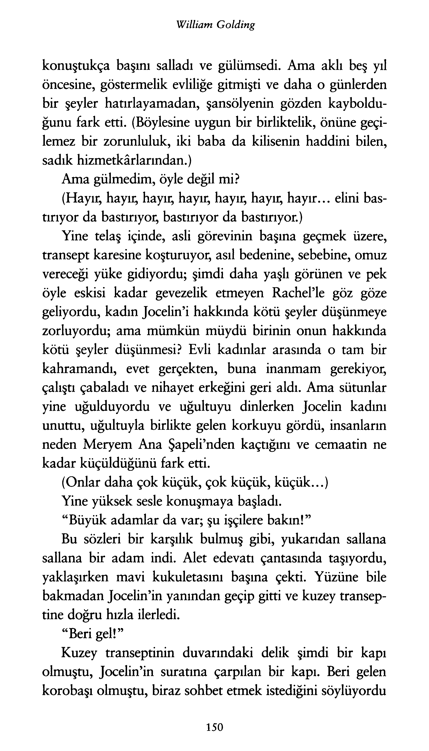 William Golding
konuştukça başını salladı ve gülümsedi. Ama aklı beş yıl
öncesine, göstermelik evliliğe gitmişti ve daha o günlerden
bir şeyler hatırlayamadan, şansölyenin gözden kayboldu-
ğunu fark etti. (Böylesine uygun bir birliktelik, önüne geçi-
lemez bir zorunluluk, iki baba da kilisenin haddini bilen,
sadık hizmetkârlarından.)
Ama gülmedim, öyle değil mi?
(Hayır, hayır, hayır, hayır, hayır, hayır, hayır... elini bas-
tırıyor da bastırıyor, bastırıyor da bastırıyor.)
Yine telaş içinde, asli görevinin başına geçmek üzere,
transept karesine koşturuyor, asıl bedenine, sebebine, omuz
vereceği yüke gidiyordu; şimdi daha yaşlı görünen ve pek
öyle eskisi kadar gevezelik etmeyen Rachel'le göz göze
geliyordu, kadın Jocelin'i hakkında kötü şeyler düşünmeye
zorluyordu; ama mümkün müydü birinin onun hakkında
kötü şeyler düşünmesi? Evli kadınlar arasında o tam bir
kahramandı, evet gerçekten, buna inanmam gerekiyor,
çalıştı çabaladı ve nihayet erkeğini geri aldı. Ama sütunlar
yine uğulduyordu ve uğultuyu dinlerken Jocelin kadını
unuttu, uğultuyla birlikte gelen korkuyu gördü, insanların
neden Meryem Ana Şapeli'nden kaçtığını ve cemaatin ne
kadar küçüldüğünü fark etti.
(Onlar daha çok küçük, çok küçük, küçük...)
Yine yüksek sesle konuşmaya başladı.
"Büyük adamlar da var; şu işçilere bakın!"
Bu sözleri bir karşılık bulmuş gibi, yukarıdan sallana
sallana bir adam indi. Alet edevatı çantasında taşıyordu,
yaklaşırken mavi kukuletasını başına çekti. Yüzüne bile
bakmadan Jocelin'in yanından geçip gitti ve kuzey transep-
tine doğru hızla ilerledi.
"Beri gel!"
Kuzey transeptinin duvarındaki delik şimdi bir kapı
olmuştu, Jocelin'in suratına çarpılan bir kapı. Beri gelen
korobaşı olmuştu, biraz sohbet etmek istediğini söylüyordu
150